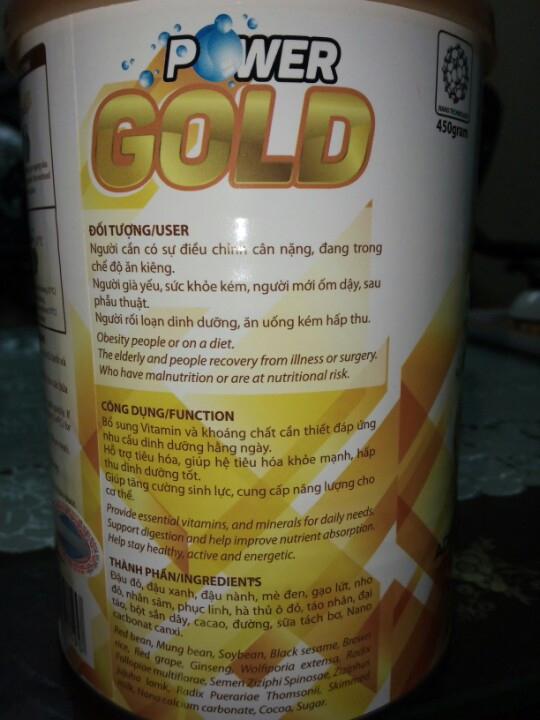 POWER
GOLD
NANO TECHNOLOGY
450gram
ĐỐI TƯỢNG/USER
Người cần có sự điều chỉnh cân nặng, đang trong
chế độ ăn kiêng.
Người già yếu, sức khỏe kém, người mới ốm dậy, sau
phẫu thuật.
Người rối loạn dinh dưỡng, ăn uống kém hấp thu.
Obesity people or on a diet.
The elderly and people recovery from illness or surgery.
Who have malnutrition or are at nutritional risk.
CÔNG DỤNG/FUNCTION
Bổ sung Vitamin và khoáng chất cần thiết đáp ứng
nhu cầu dinh dưỡng hằng ngày.
Hỗ trợ tiêu hóa, giúp hệ tiêu hóa khỏe mạnh, hấp
thu dinh dưỡng tốt.
Giúp tăng cường sinh lực, cung cấp năng lượng cho
cơ thể.
Provide essential vitamins, and minerals for daily needs.
Support digestion and help improve nutrient absorption.
Help stay healthy, active and energetic.
THÀNH PHẦN/INGREDIENTS
Đậu đỏ, đậu xanh, đậu nành, mè đen, gạo lứt, nho
đỏ, nhân sâm, phục linh, hà thủ ô đỏ, táo nhân, đại
táo, bột sắn dây, cacao, đường, sữa tách bơ, Nano
cacbonat canxi.
Red bean, Mung bean, Soybean, Black sesame, Brown
rice, Red grape, Ginseng, Wolfiporia extensa, Radix
Fallopiae multiflorae, Semen Ziziphi Spinosae, Ziziphus
Jujuba lamk, Radix Puerariae Thomsonii, Skimmed
milk, Nano calcium carbonate, Cocoa, Sugar.